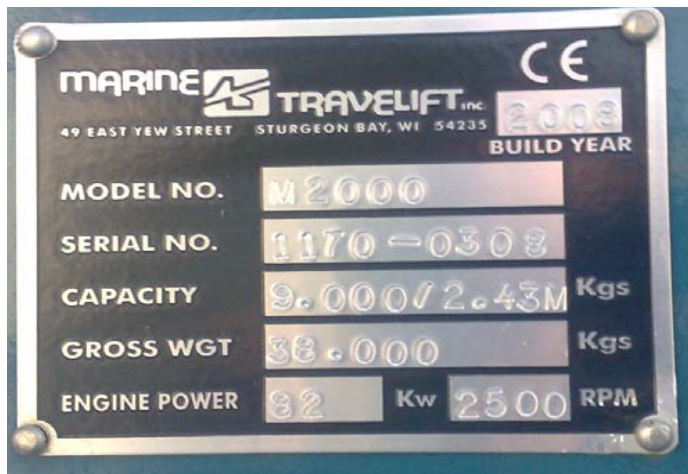 MARINE TRAVELIFT inc.
CE
49 EAST YEW STREET STURGEON BAY, WI 54235
2008
BUILD YEAR
MODEL NO. M2000
SERIAL NO. 1170-0308
CAPACITY 9.000/2.43M Kgs
GROSS WGT 38.000 Kgs
ENGINE POWER 82 Kw 2500 RPM